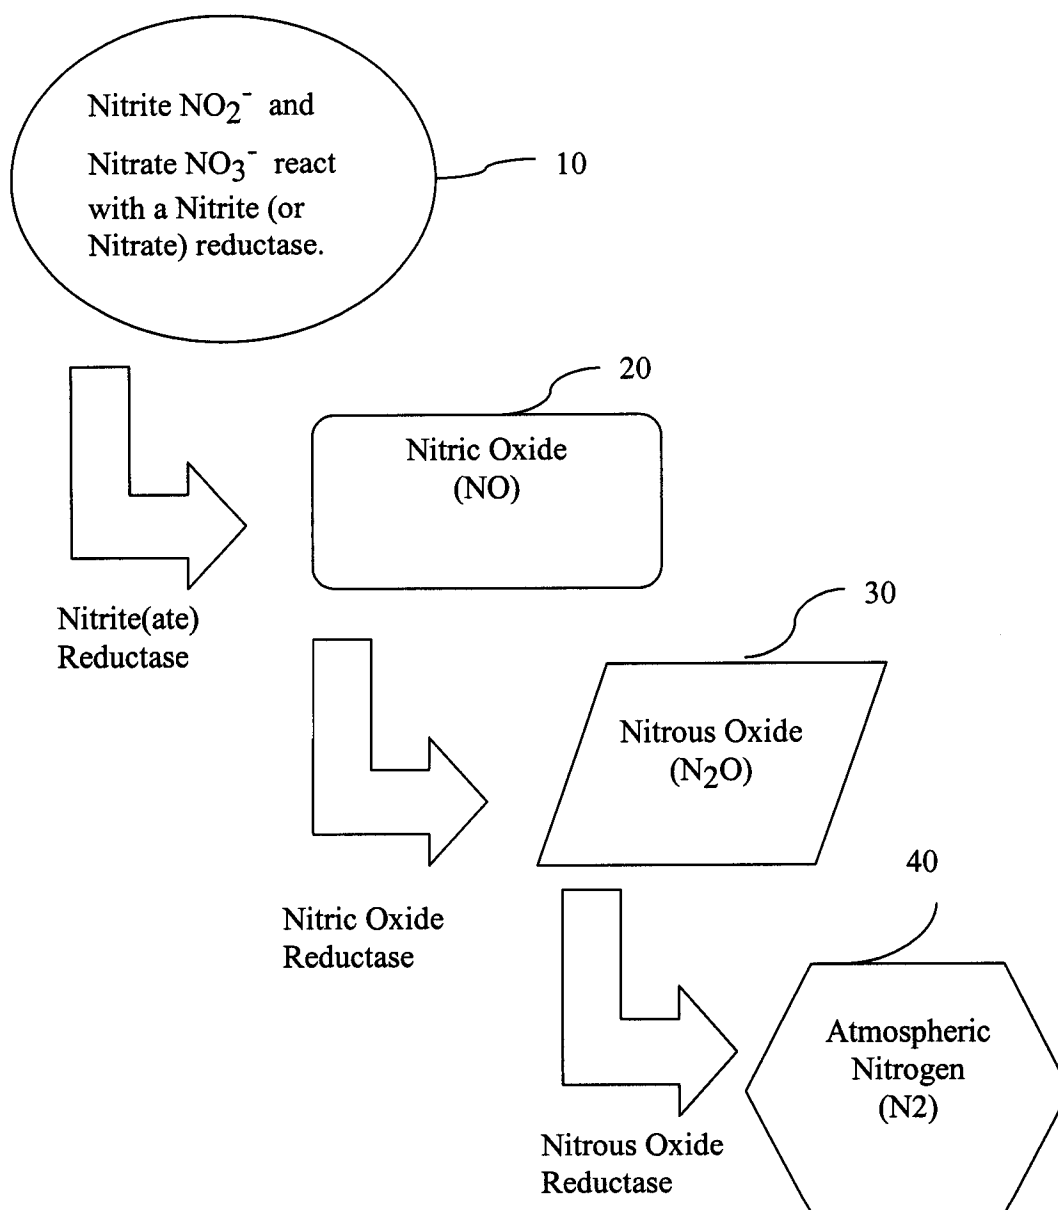 Nitrite NO₂⁻ and
Nitrate NO₃⁻ react
with a Nitrite (or
Nitrate) reductase.
10
20
Nitric Oxide
(NO)
Nitrite(ate)
Reductase
30
Nitrous Oxide
(N₂O)
Nitric Oxide
Reductase
40
Atmospheric
Nitrogen
(N2)
Nitrous Oxide
Reductase